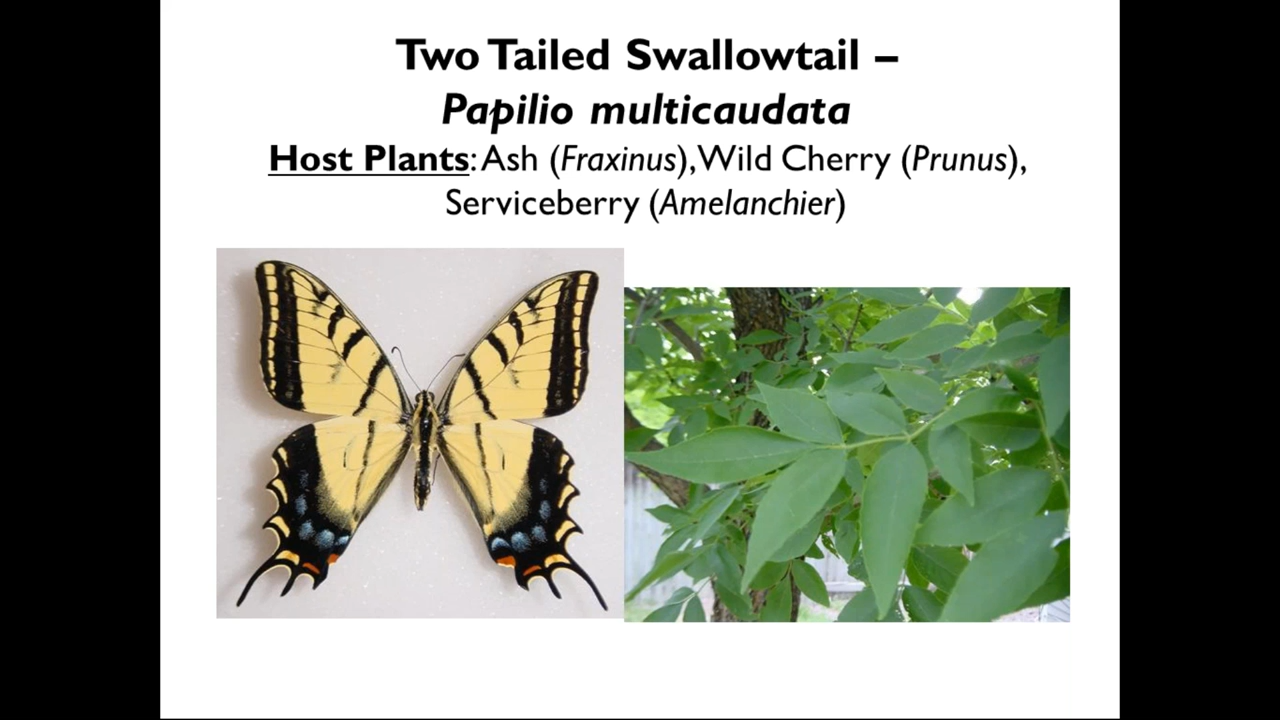 Two Tailed Swallowtail –
Papilio multicaudata
Host Plants: Ash (Fraxinus), Wild Cherry (Prunus),
Serviceberry (Amelanchier)